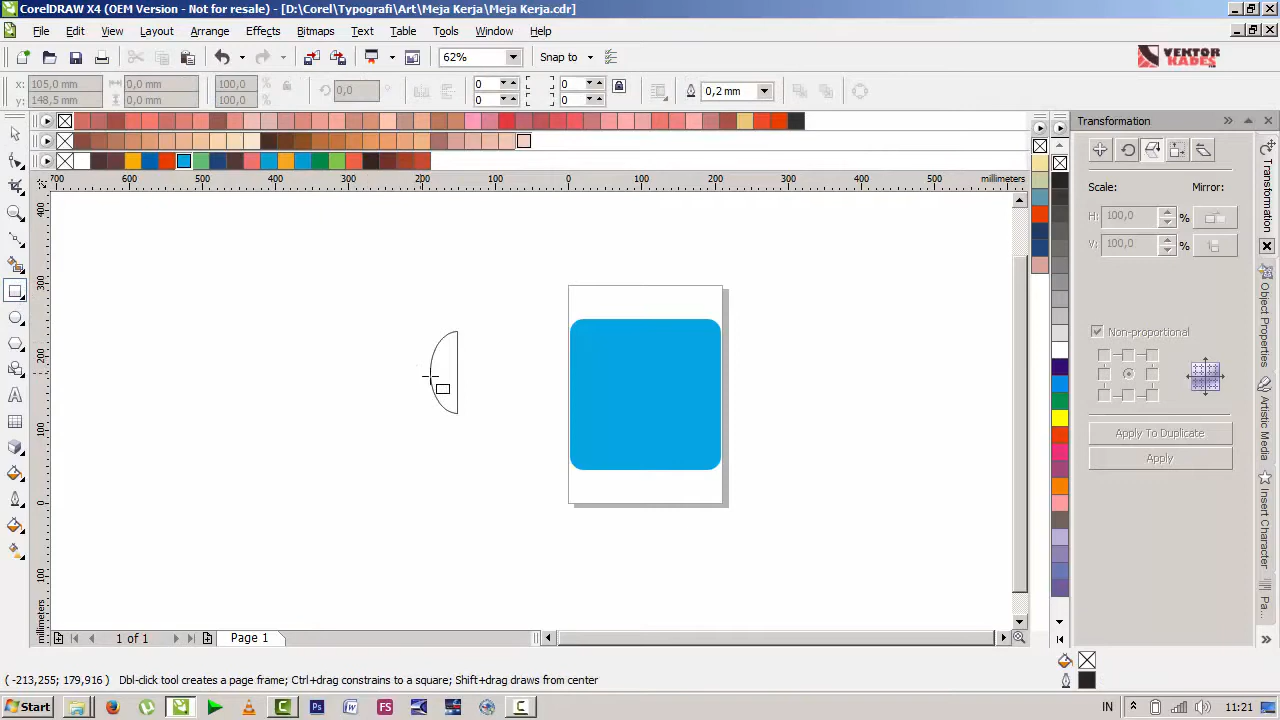 CorelDRAW X4 (OEM Version - Not for resale) - [D:\Corel\Typografi\Art\Meja Kerja\Meja Kerja.cdr]
File Edit View Layout Arrange Effects Bitmaps Text Table Tools Window Help
62% Snap to
VEKTOR
x: 105,0 mm 0,0 mm 100,0 % 0,0 ° 0 0 0,2 mm
y: 148,5 mm 0,0 mm 100,0 % 0 0
Transformation
700 600 500 400 300 200 100 0 100 200 300 400 500 millimeters
Scale: Mirror:
H: 100,0 %
V: 100,0 %
400
300
200
100
0
100
millimeters
Non-proportional
Apply To Duplicate
Apply
Transformation
Object Properties
Artistic Media
Insert Character
Pa...
1 of 1 Page 1
( -213,255; 179,916 ) Dbl-click tool creates a page frame; Ctrl+drag constrains to a square; Shift+drag draws from center
Start IN 11:21